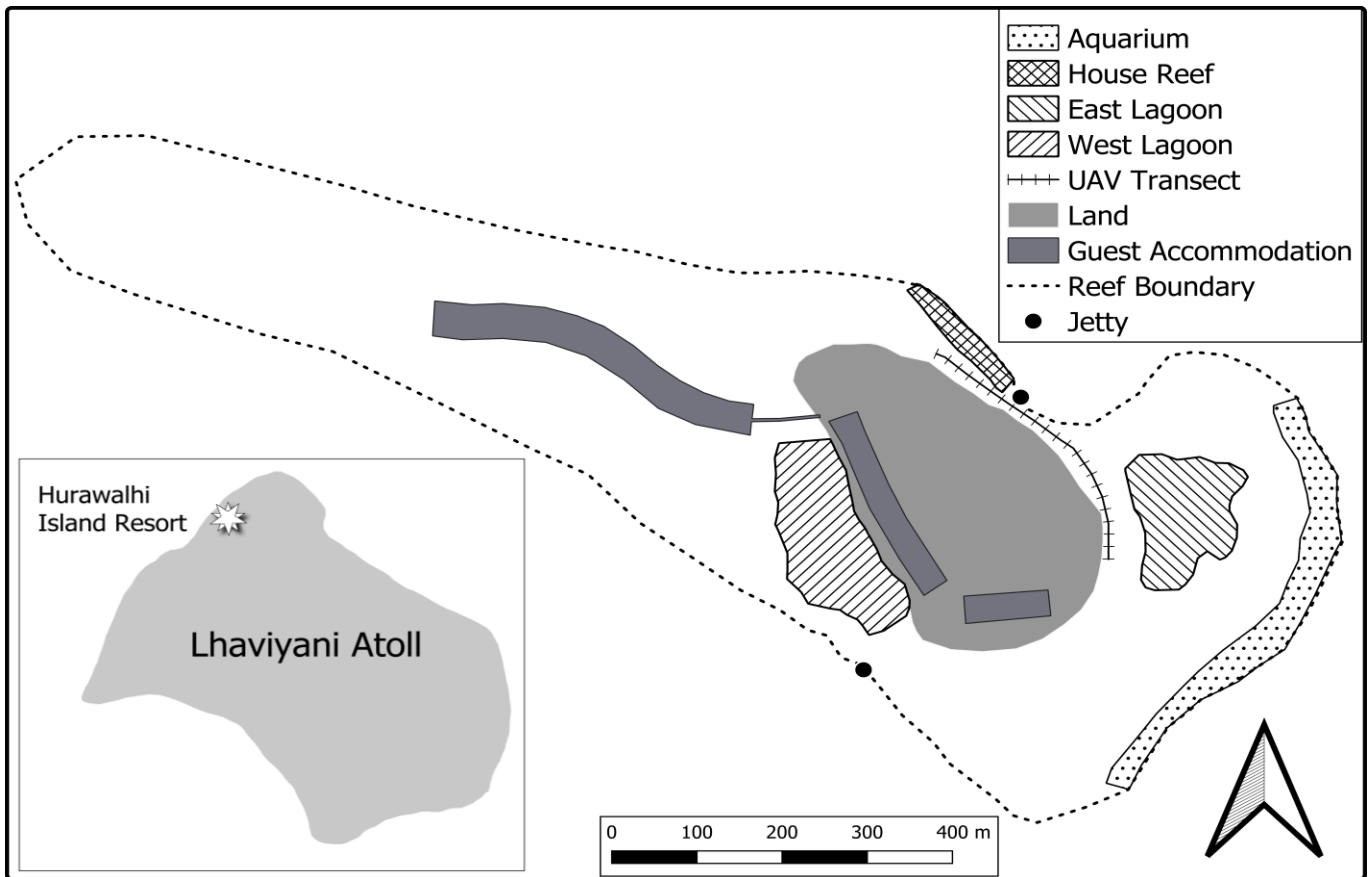 Aquarium
House Reef
East Lagoon
West Lagoon
UAV Transect
Land
Guest Accommodation
Reef Boundary
Jetty
Hurawalhi
Island Resort
Lhaviyani Atoll
0 100 200 300 400 m